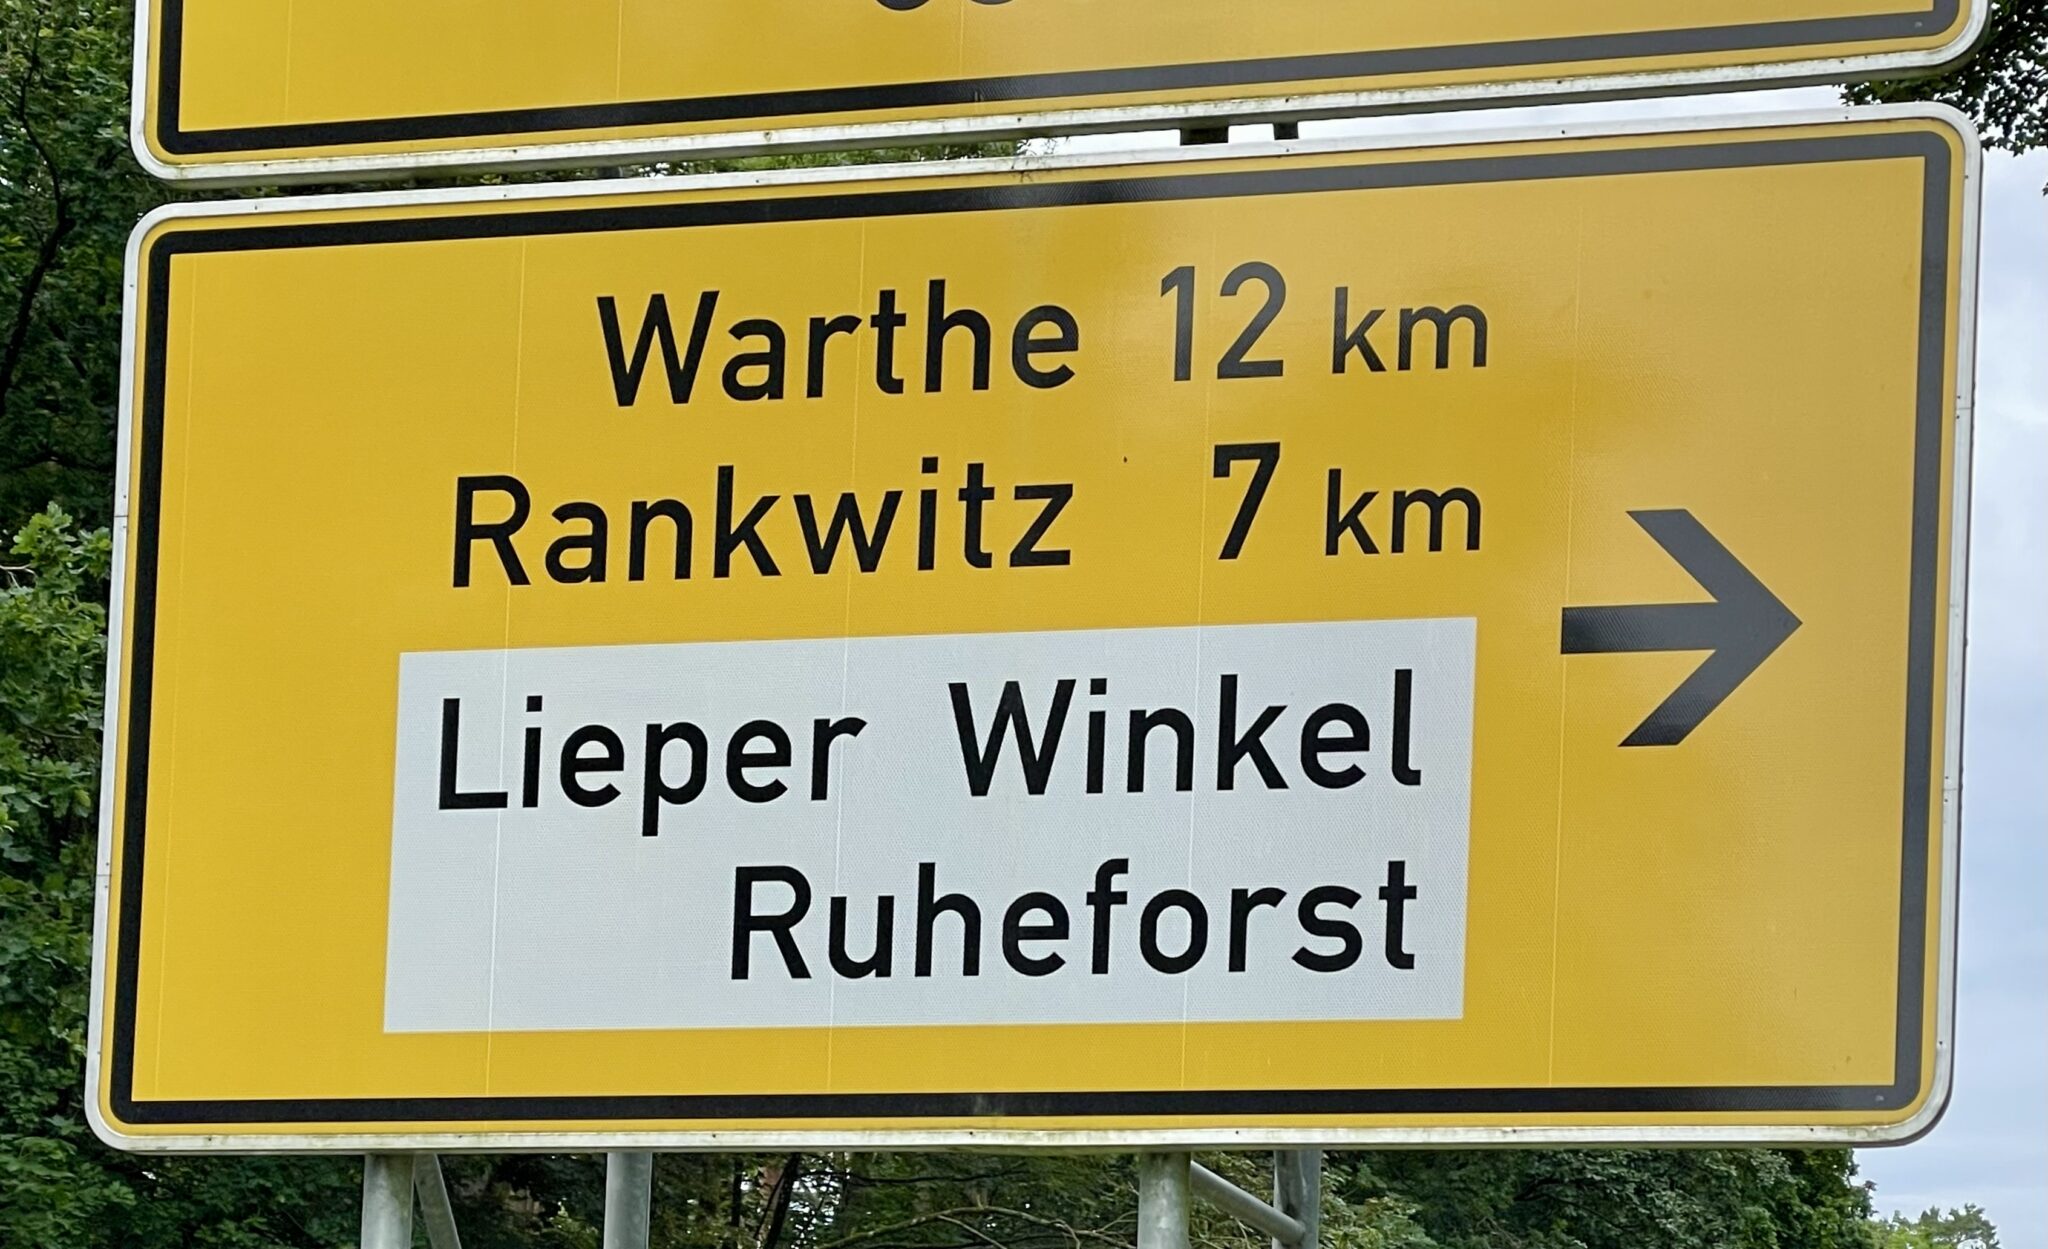 Warthe 12 km
Rankwitz 7 km
Lieper Winkel
Ruheforst